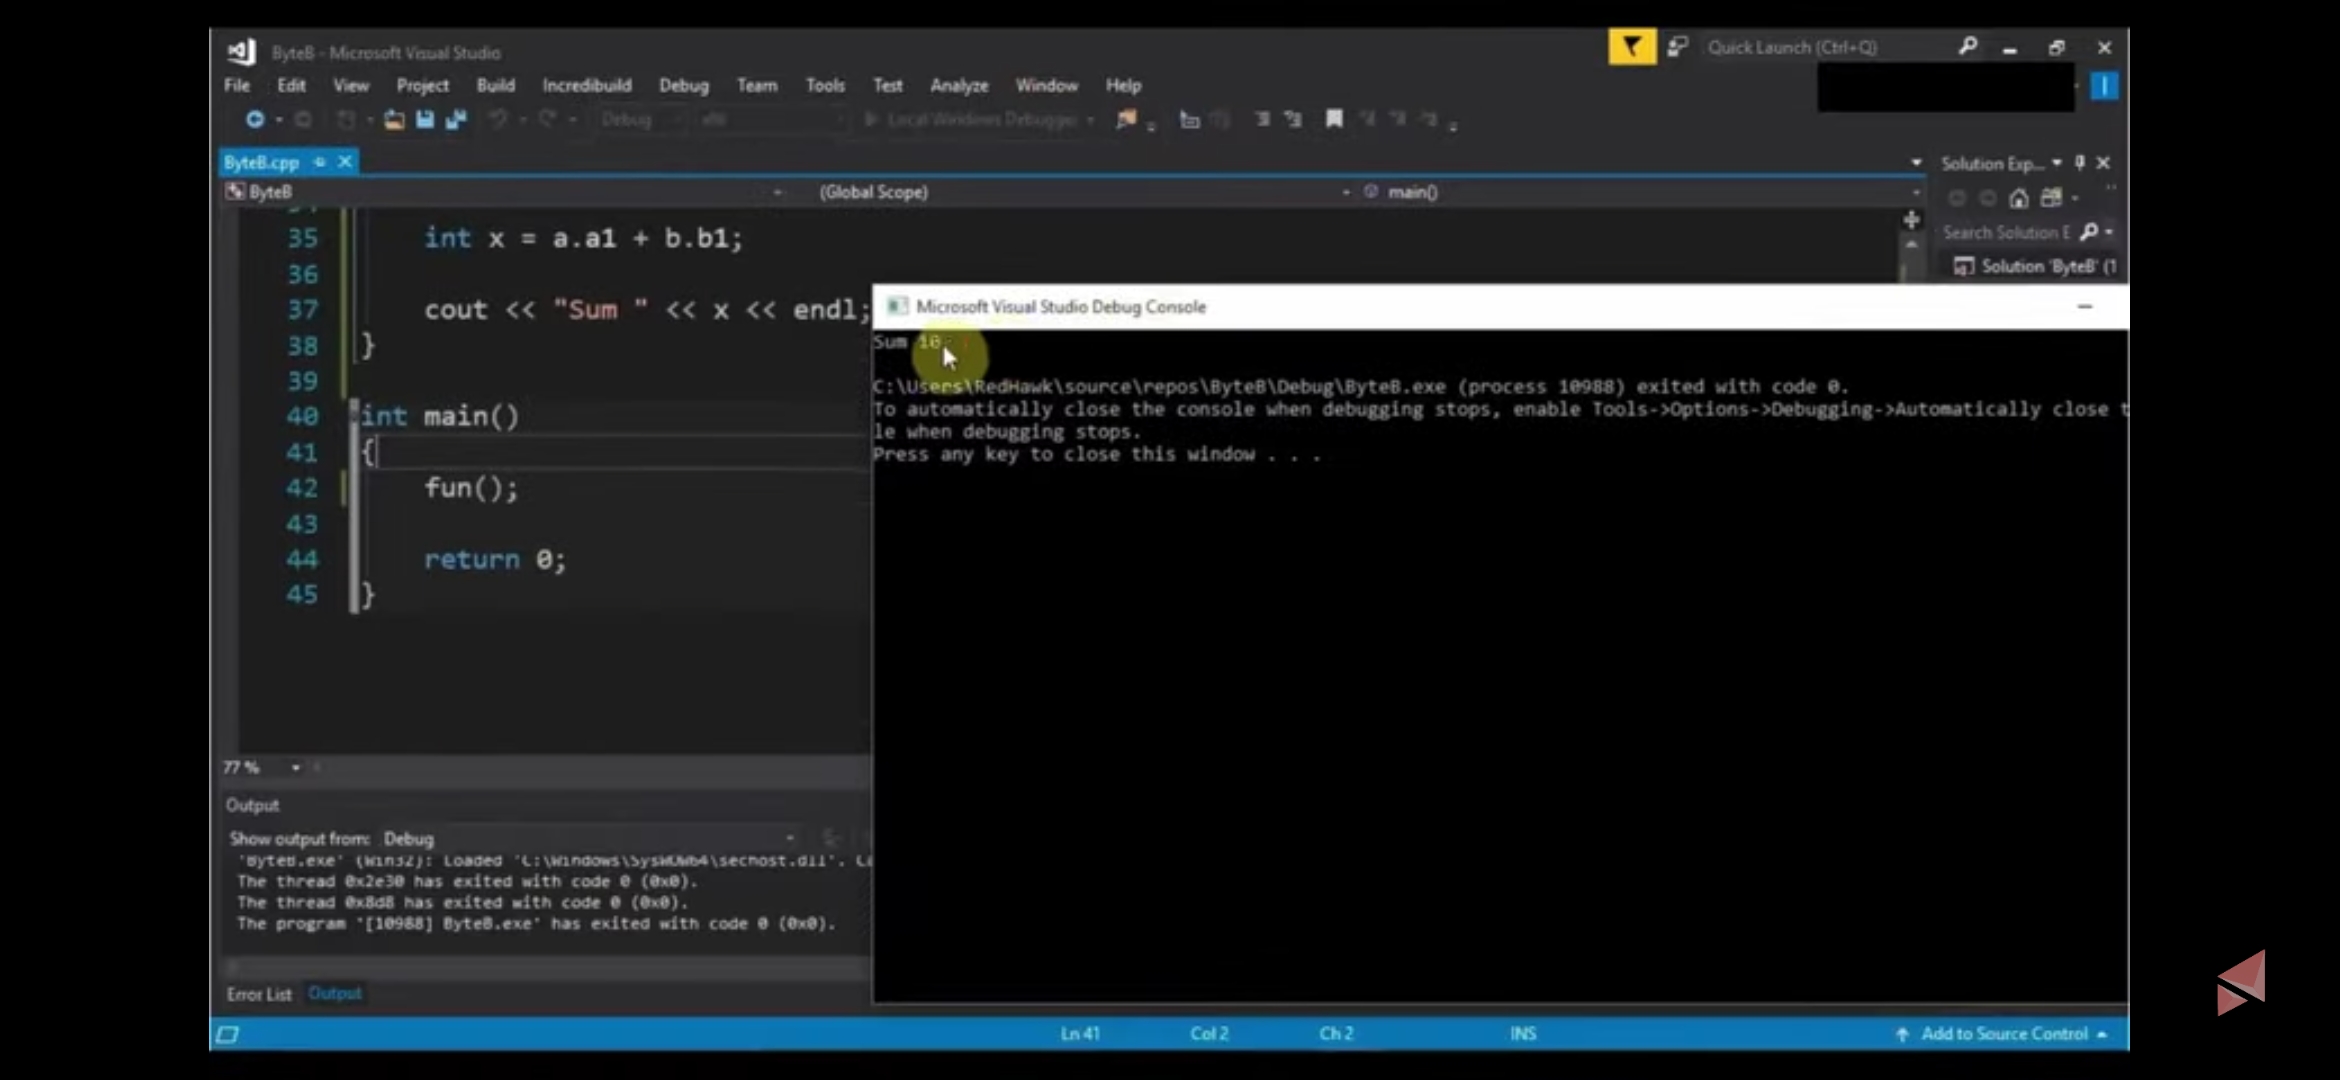 ByteB - Microsoft Visual Studio
Quick Launch (Ctrl+Q)
File Edit View Project Build Incredibuild Debug Team Tools Test Analyze Window Help
Debug x86 Local Windows Debugger
ByteB.cpp
Solution Exp...
ByteB (Global Scope) main()
Search Solution E
Solution 'ByteB' (1
35 int x = a.a1 + b.b1;
36
37 cout << "Sum " << x << endl;
38 }
39
40 int main()
41 {
42 fun();
43
44 return 0;
45 }
Microsoft Visual Studio Debug Console
Sum 10
C:\Users\RedHawk\source\repos\ByteB\Debug\ByteB.exe (process 10988) exited with code 0.
To automatically close the console when debugging stops, enable Tools->Options->Debugging->Automatically close t
le when debugging stops.
Press any key to close this window . . .
77 %
Output
Show output from: Debug
'ByteB.exe' (Win32): Loaded 'C:\Windows\SysWOW64\sechost.dll'. Ca
The thread 0x2e30 has exited with code 0 (0x0).
The thread 0x8d8 has exited with code 0 (0x0).
The program '[10988] ByteB.exe' has exited with code 0 (0x0).
Error List Output
Ln 41 Col 2 Ch 2 INS Add to Source Control